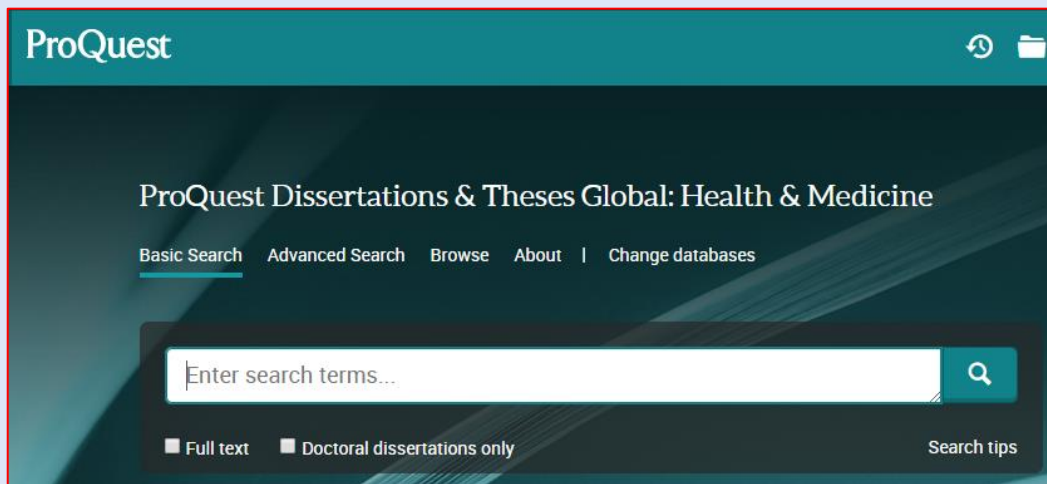 ProQuest
ProQuest Dissertations & Theses Global: Health & Medicine
Basic Search Advanced Search Browse About | Change databases
Enter search terms...
Full text Doctoral dissertations only Search tips